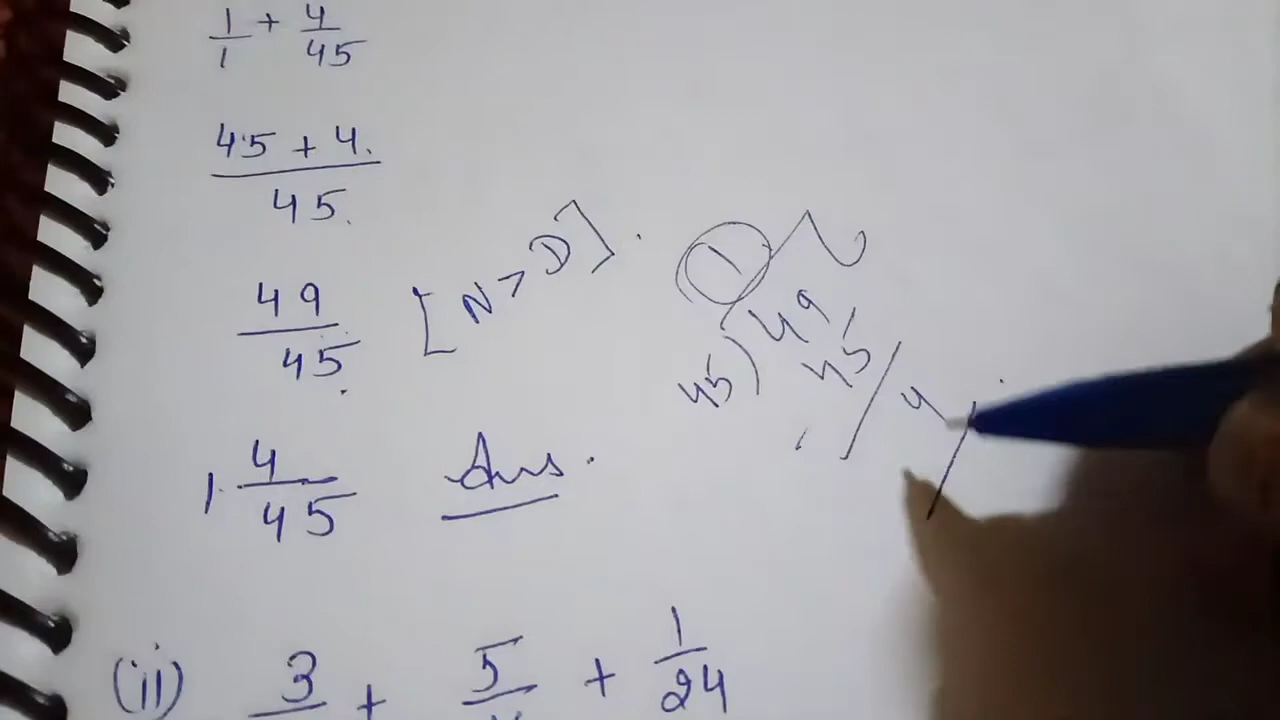 1/1 + 4/45
45 + 4.
45.
49/45. [N > D].
1
45) 49
45
4
1 4/45 Ans.
(ii) 3 + 5 + 1/24